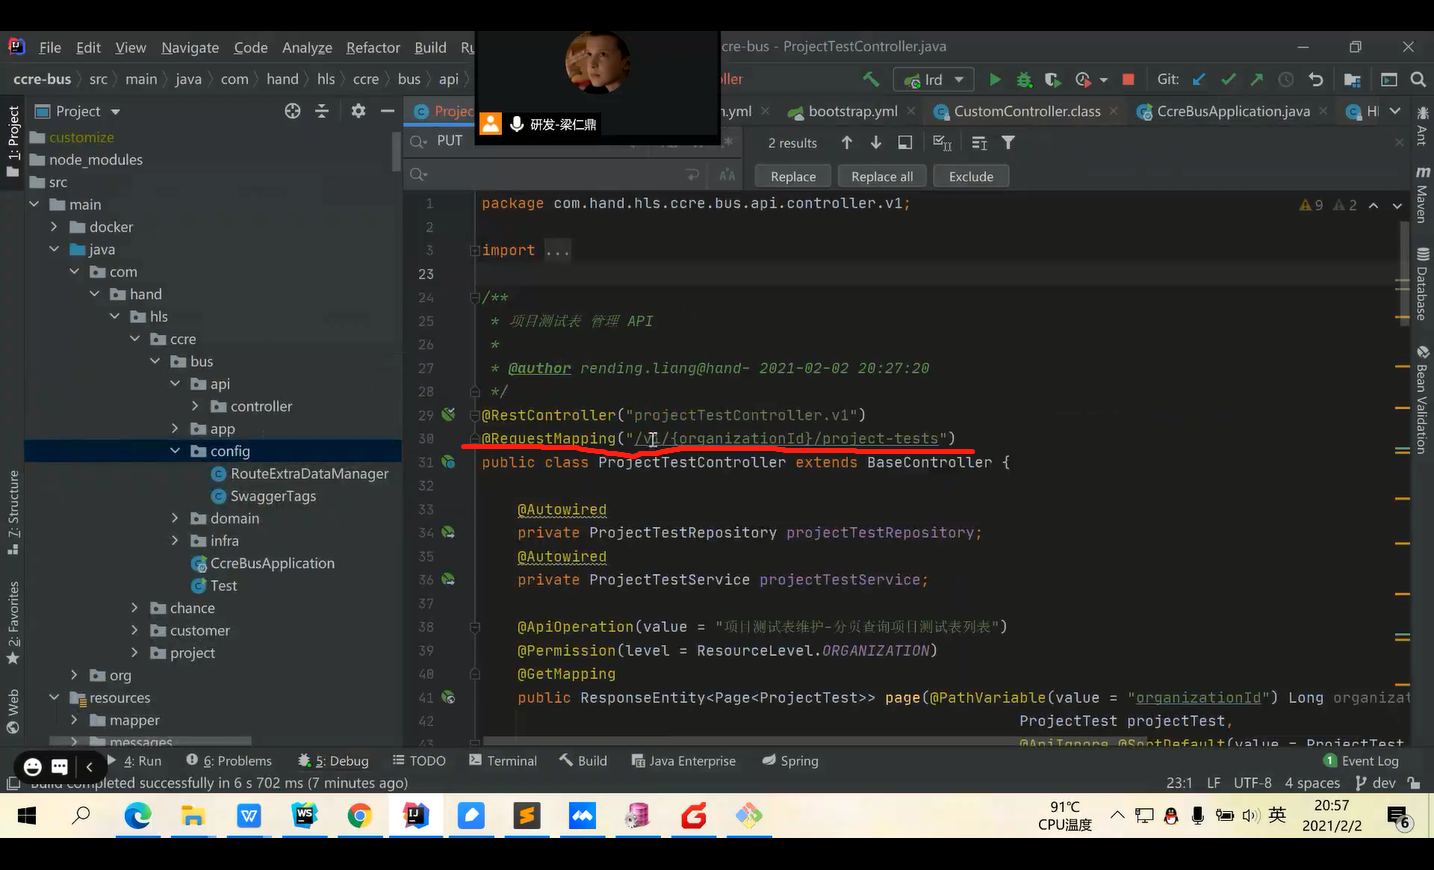 File Edit View Navigate Code Analyze Refactor Build
ccre-bus - ProjectTestController.java
ccre-bus src main java com hand hls ccre bus api
lrd
Git:
研发-梁仁鼎
1: Project
Project
bootstrap.yml
CustomController.class
CcreBusApplication.java
PUT
2 results
Replace
Replace all
Exclude
customize
node_modules
src
main
docker
java
com
hand
hls
ccre
bus
api
controller
app
config
RouteExtraDataManager
SwaggerTags
domain
infra
CcreBusApplication
Test
chance
customer
project
org
resources
mapper
messages
7: Structure
2: Favorites
Web
9 2
1 package com.hand.hls.ccre.bus.api.controller.v1;
2
3 import ...
23
24 /**
25 * 项目测试表 管理 API
26 *
27 * @author rending.liang@hand- 2021-02-02 20:27:20
28 */
29 @RestController("projectTestController.v1")
30 @RequestMapping("/v1/{organizationId}/project-tests")
31 public class ProjectTestController extends BaseController {
32
33 @Autowired
34 private ProjectTestRepository projectTestRepository;
35 @Autowired
36 private ProjectTestService projectTestService;
37
38 @ApiOperation(value = "项目测试表维护-分页查询项目测试表列表")
39 @Permission(level = ResourceLevel.ORGANIZATION)
40 @GetMapping
41 public ResponseEntity<Page<ProjectTest>> page(@PathVariable(value = "organizationId") Long organizat
42 ProjectTest projectTest,
43 @ApiIgnore @SortDefault(value = ProjectTest
Ant
Maven
Database
Bean Validation
4: Run
6: Problems
5: Debug
TODO
Terminal
Build
Java Enterprise
Spring
1 Event Log
Build completed successfully in 6 s 702 ms (7 minutes ago)
23:1 LF UTF-8 4 spaces dev
91℃
CPU温度
英
20:57
2021/2/2
6